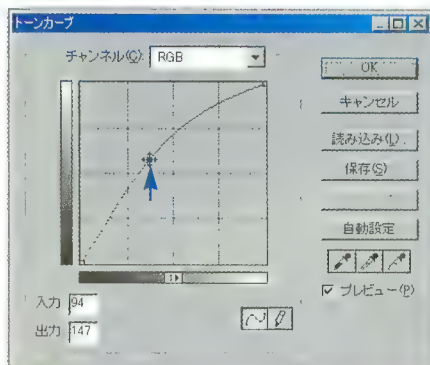 トーンカーブ
チャンネル(C): RGB
OK
キャンセル
読み込み(L)...
保存(S)
自動設定
入力 94
出力 147
プレビュー(P)